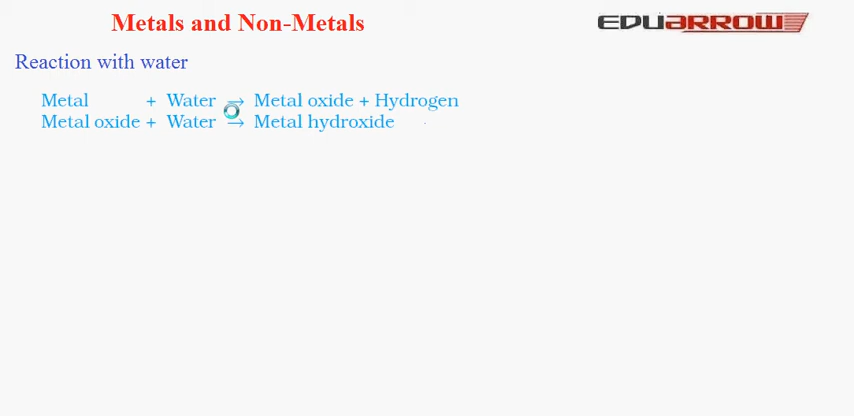 Metals and Non-Metals
EDUARROW
Reaction with water
Metal + Water → Metal oxide + Hydrogen
Metal oxide + Water → Metal hydroxide